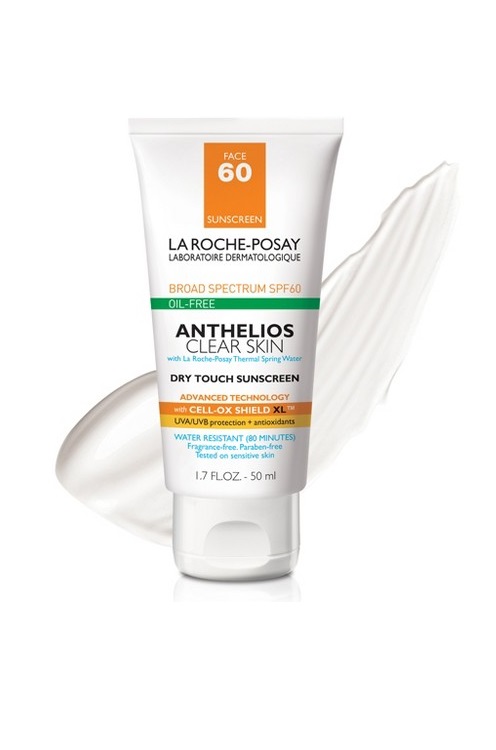 FACE
60
SUNSCREEN
LA ROCHE-POSAY
LABORATOIRE DERMATOLOGIQUE
BROAD SPECTRUM SPF60
OIL-FREE
ANTHELIOS
CLEAR SKIN
with La Roche-Posay Thermal Spring Water
DRY TOUCH SUNSCREEN
ADVANCED TECHNOLOGY
with CELL-OX SHIELD XL™
UVA/UVB protection + antioxidants
WATER RESISTANT (80 MINUTES)
Fragrance-free. Paraben-free
Tested on sensitive skin
1.7 FL.OZ. - 50 ml